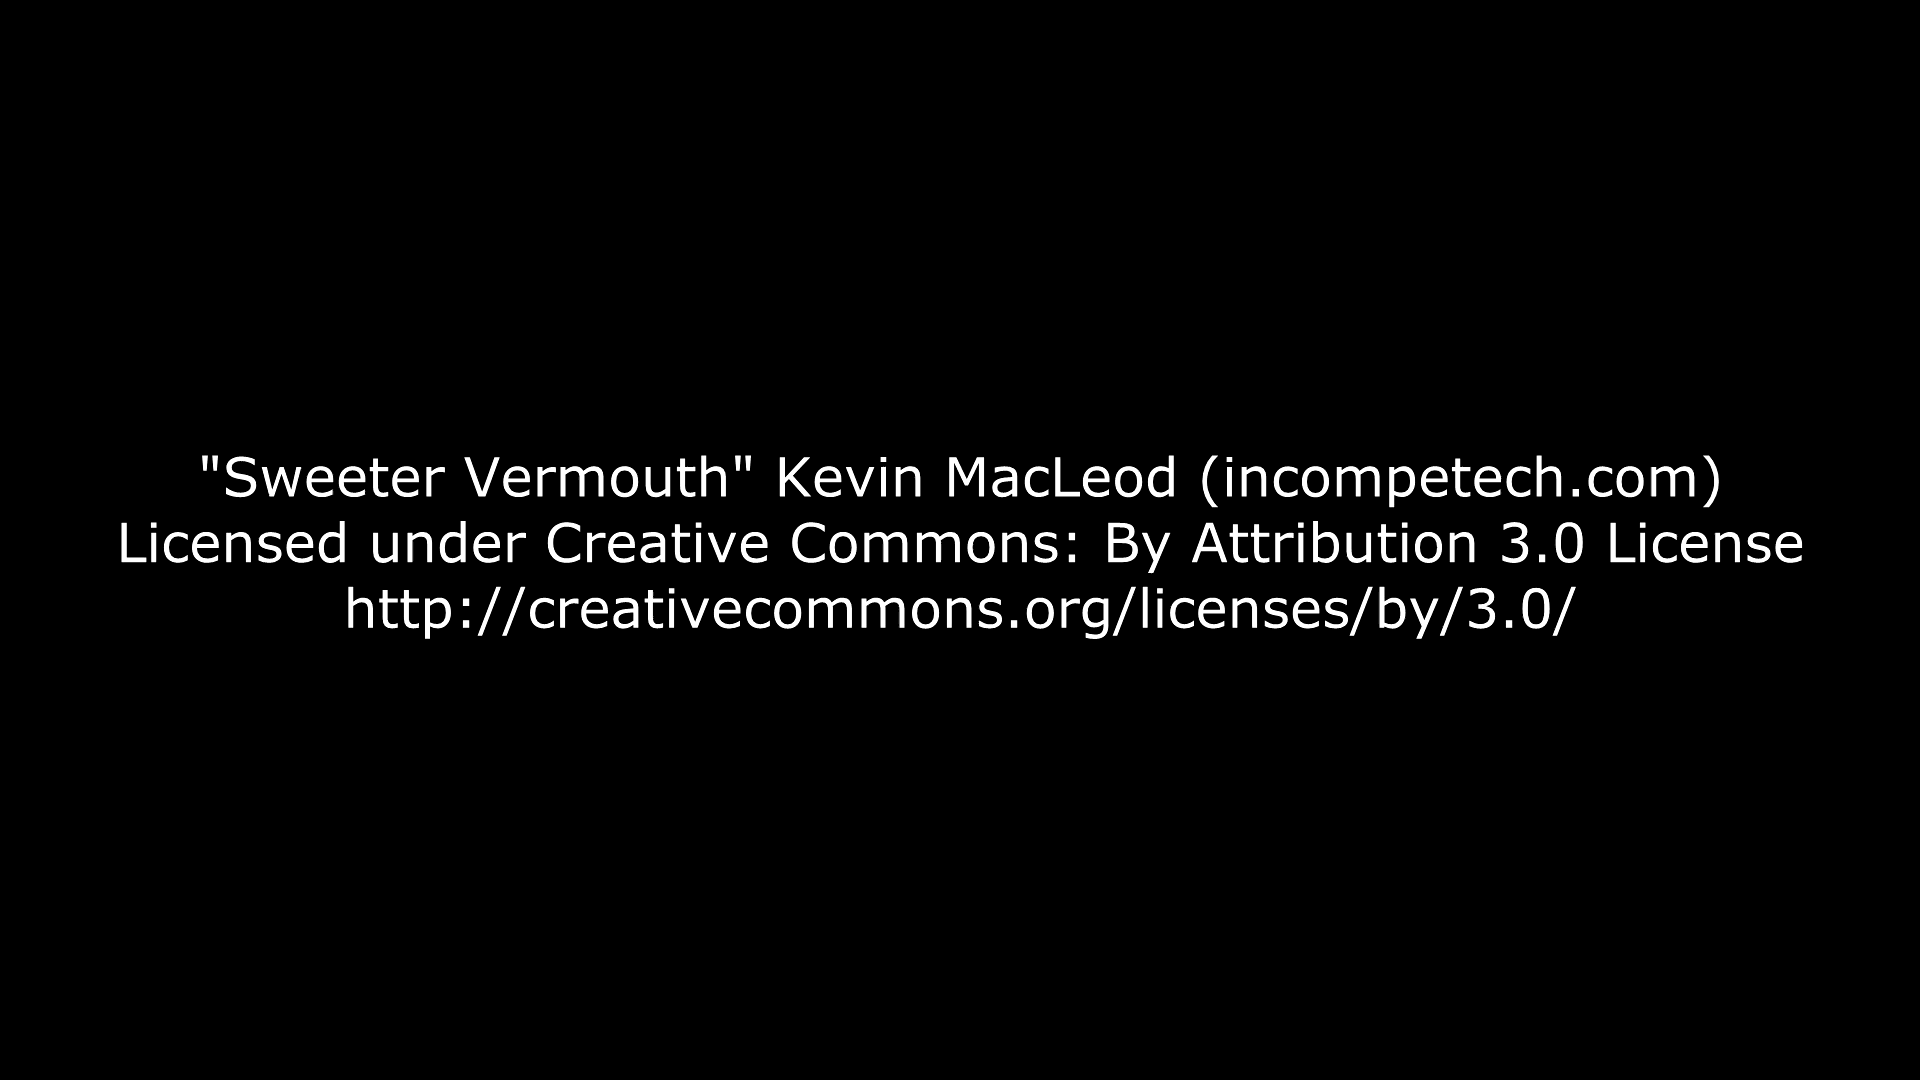 "Sweeter Vermouth" Kevin MacLeod (incompetech.com)
Licensed under Creative Commons: By Attribution 3.0 License
http://creativecommons.org/licenses/by/3.0/